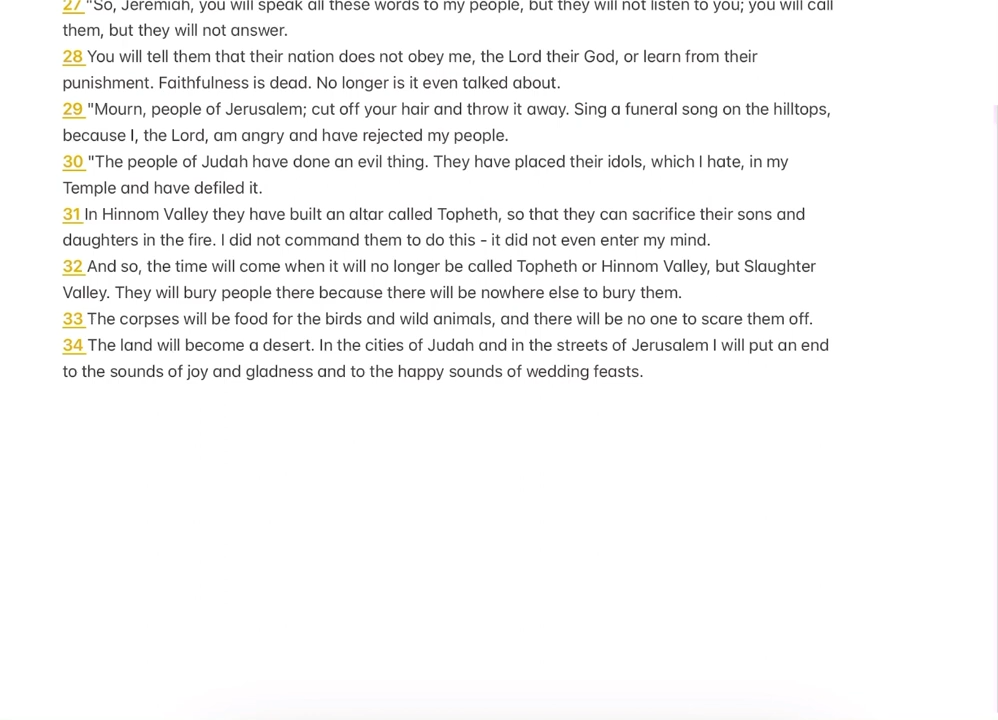 27 "So, Jeremiah, you will speak all these words to my people, but they will not listen to you; you will call
them, but they will not answer.
28 You will tell them that their nation does not obey me, the Lord their God, or learn from their
punishment. Faithfulness is dead. No longer is it even talked about.
29 "Mourn, people of Jerusalem; cut off your hair and throw it away. Sing a funeral song on the hilltops,
because I, the Lord, am angry and have rejected my people.
30 "The people of Judah have done an evil thing. They have placed their idols, which I hate, in my
Temple and have defiled it.
31 In Hinnom Valley they have built an altar called Topheth, so that they can sacrifice their sons and
daughters in the fire. I did not command them to do this - it did not even enter my mind.
32 And so, the time will come when it will no longer be called Topheth or Hinnom Valley, but Slaughter
Valley. They will bury people there because there will be nowhere else to bury them.
33 The corpses will be food for the birds and wild animals, and there will be no one to scare them off.
34 The land will become a desert. In the cities of Judah and in the streets of Jerusalem I will put an end
to the sounds of joy and gladness and to the happy sounds of wedding feasts.